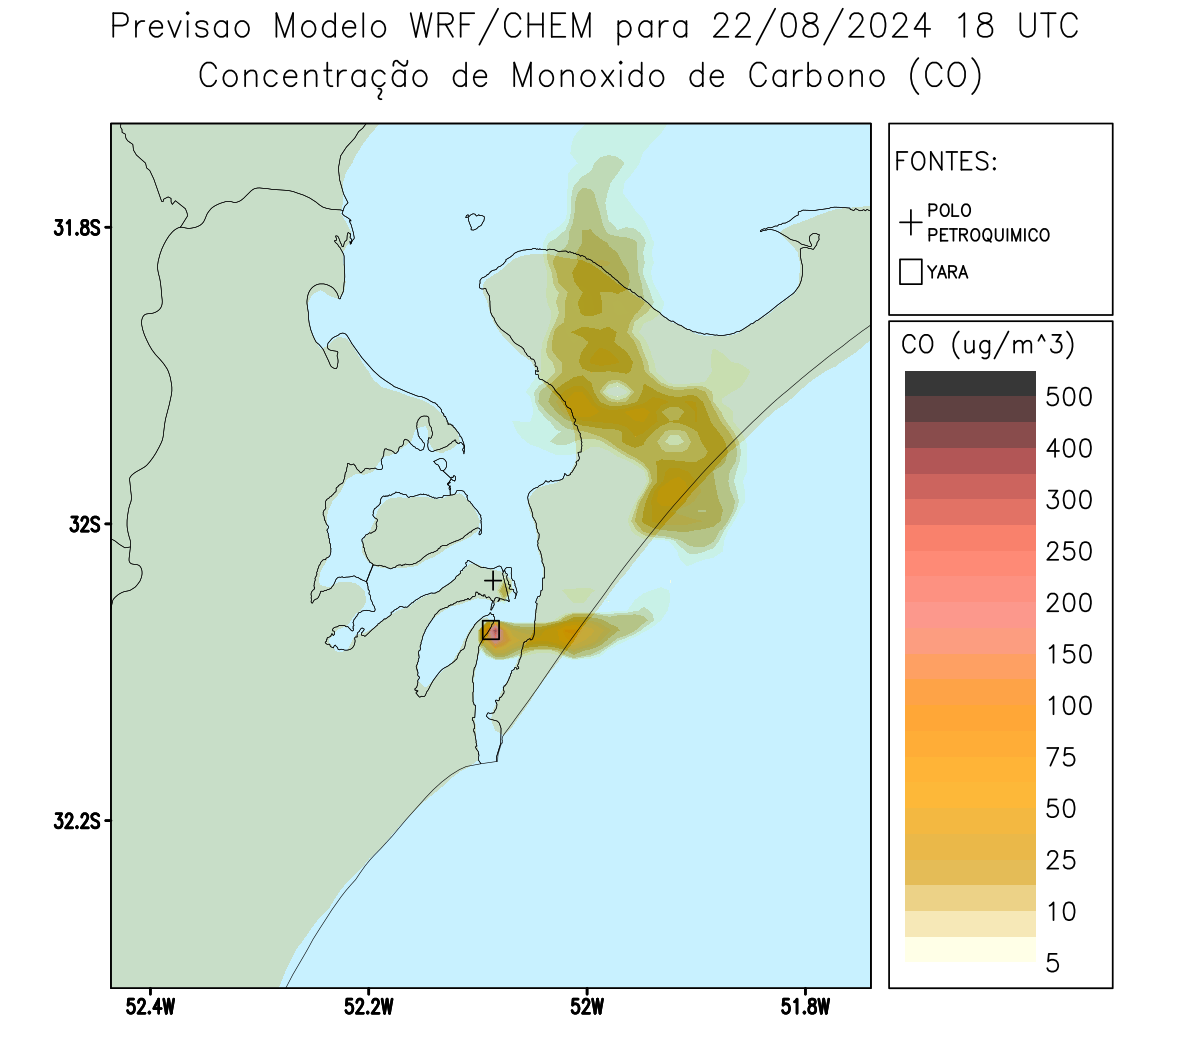 Previsao Modelo WRF/CHEM para 22/08/2024 18 UTC
Concentração de Monoxido de Carbono (CO)
FONTES:
POLO
PETROQUIMICO
YARA
CO (ug/m^3)
500
400
300
250
200
150
100
75
50
25
10
5
31.8S
32S
32.2S
52.4W
52.2W
52W
51.8W